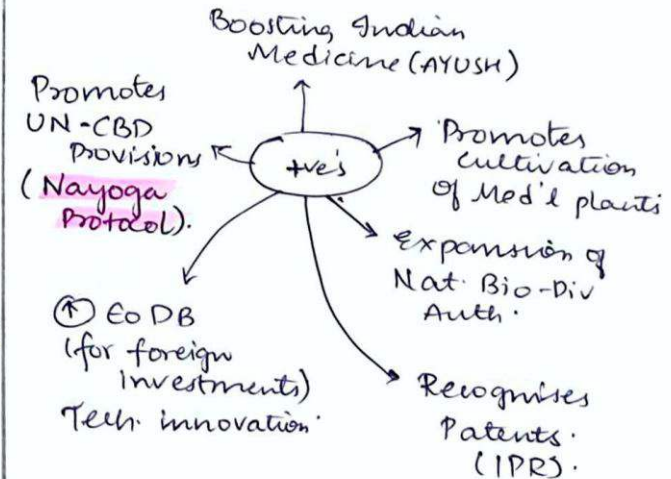 Boosting Indian
Medicine (AYUSH)
Promotes
UN-CBD
Provisions
(Nayoga
Protocol).
+ve's
Promotes
cultivation
of Med'l plants
Expansion of
Nat. Bio-Div
Auth.
↑ EoDB
(for foreign
investments)
Tech. innovation.
Recognises
Patents.
(IPR).